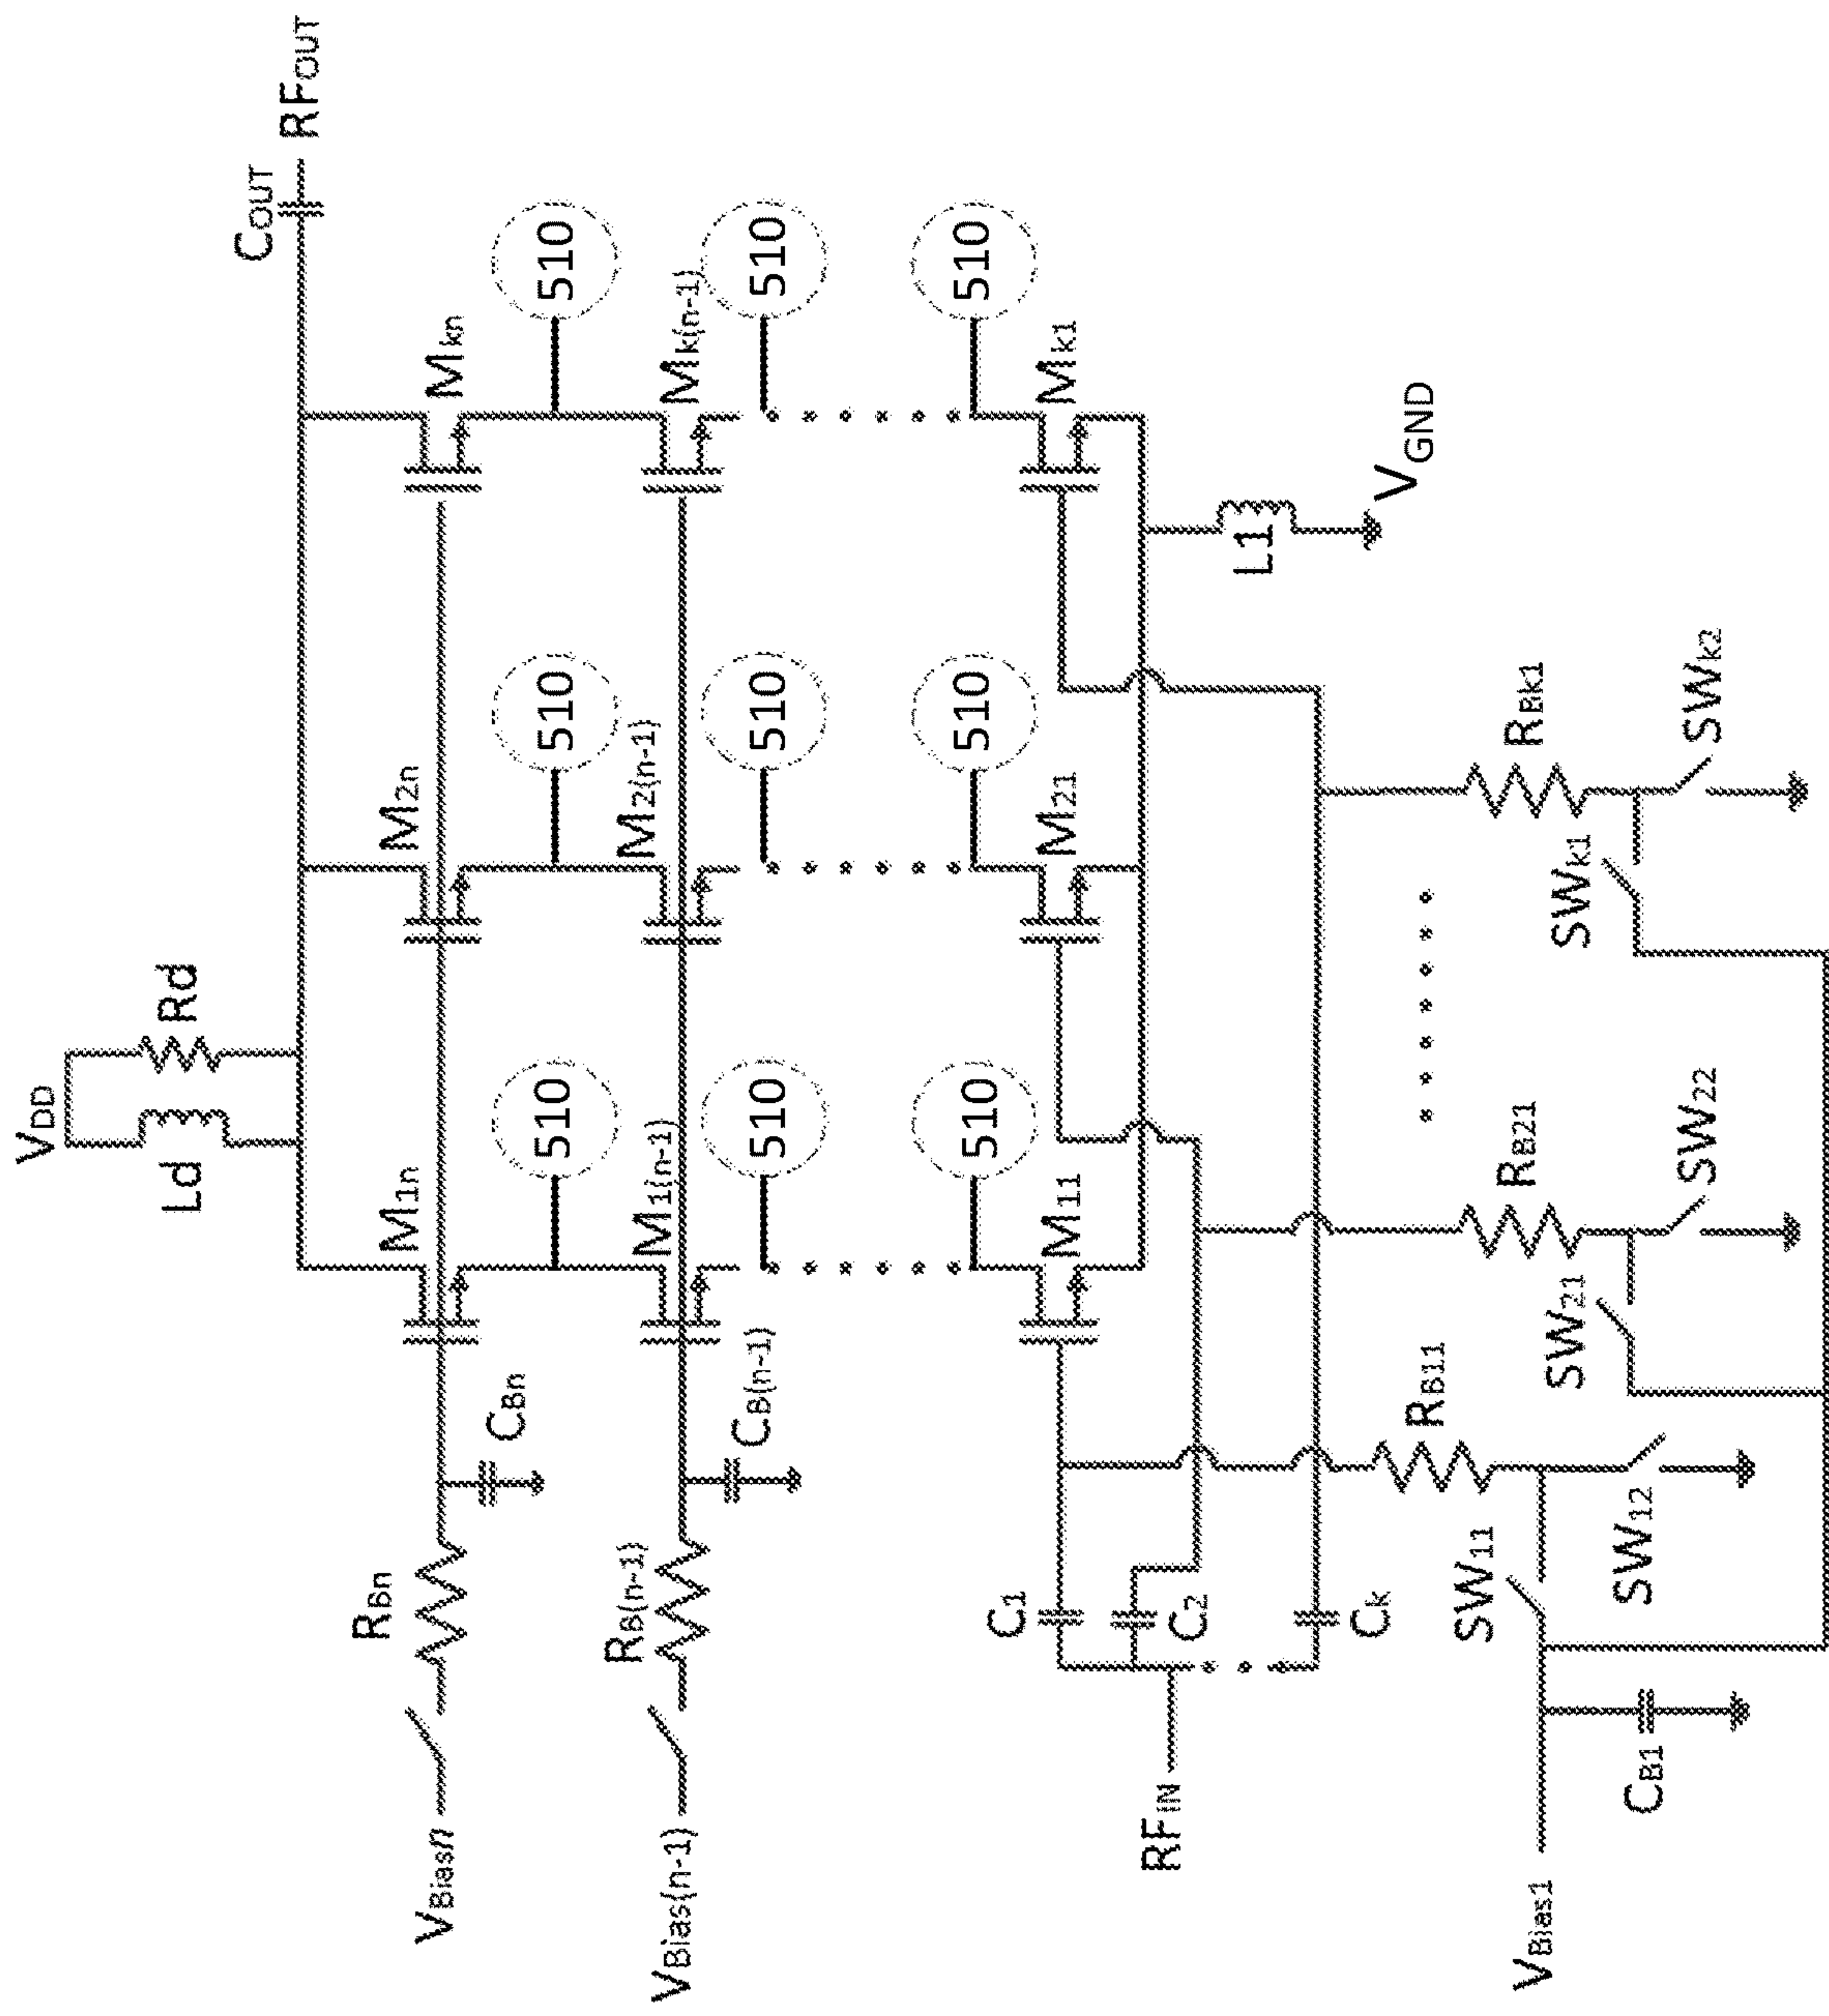 VDD
Ld
Rd
COUT
RFOUT
M1n
M2n
Mkn
VBiasn
RBn
CBn
510
510
510
M1(n-1)
M2(n-1)
Mk(n-1)
VBias(n-1)
RB(n-1)
CB(n-1)
510
510
510
510
510
510
M11
M21
Mk1
C1
C2
Ck
RFIN
L1
VGND
RB11
RB21
RBk1
SW11
SW12
SW21
SW22
SWk1
SWk2
VBias1
CB1